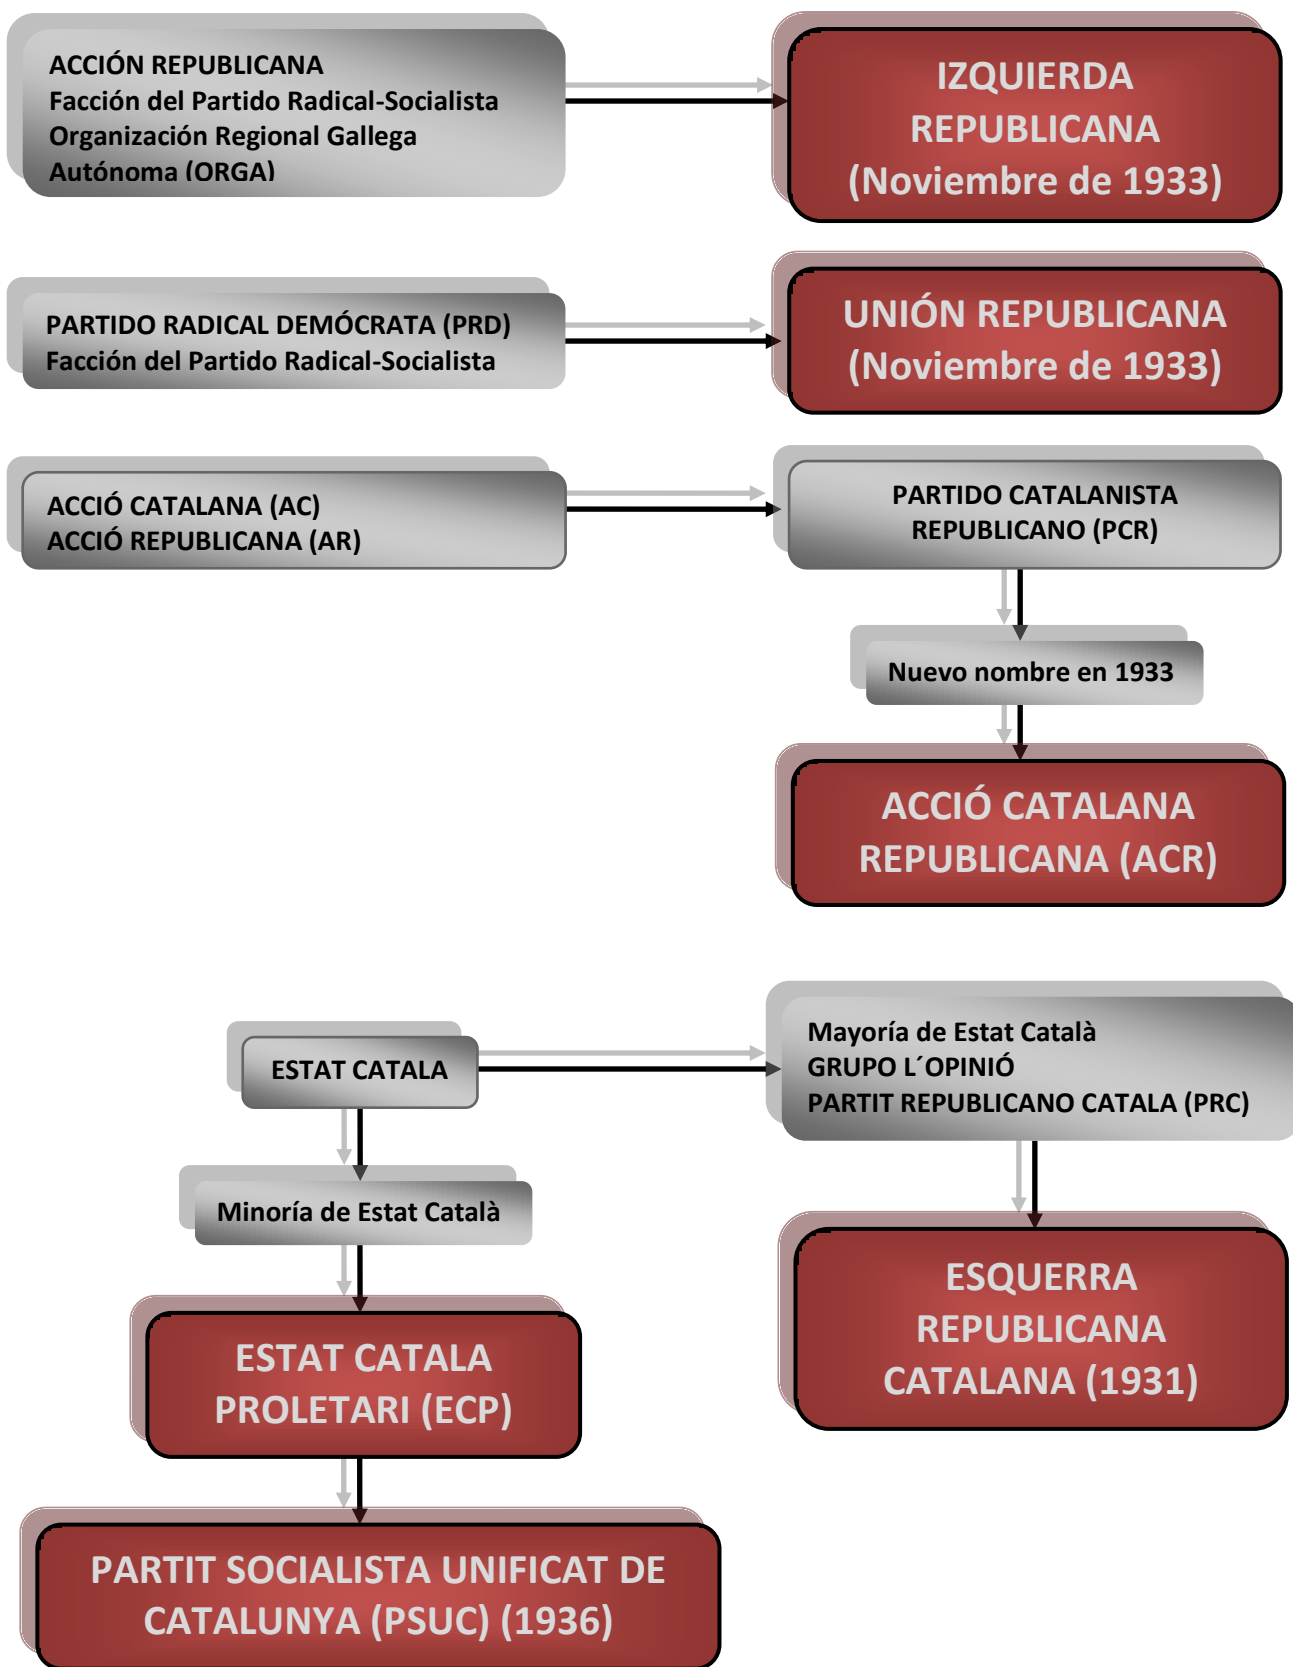 ACCIÓN REPUBLICANA
Facción del Partido Radical-Socialista
Organización Regional Gallega
Autónoma (ORGA)
IZQUIERDA
REPUBLICANA
(Noviembre de 1933)
PARTIDO RADICAL DEMÓCRATA (PRD)
Facción del Partido Radical-Socialista
UNIÓN REPUBLICANA
(Noviembre de 1933)
ACCIÓ CATALANA (AC)
ACCIÓ REPUBLICANA (AR)
PARTIDO CATALANISTA
REPUBLICANO (PCR)
Nuevo nombre en 1933
ACCIÓ CATALANA
REPUBLICANA (ACR)
ESTAT CATALA
Mayoría de Estat Català
GRUPO L´OPINIÓ
PARTIT REPUBLICANO CATALA (PRC)
Minoría de Estat Català
ESQUERRA
REPUBLICANA
CATALANA (1931)
ESTAT CATALA
PROLETARI (ECP)
PARTIT SOCIALISTA UNIFICAT DE
CATALUNYA (PSUC) (1936)